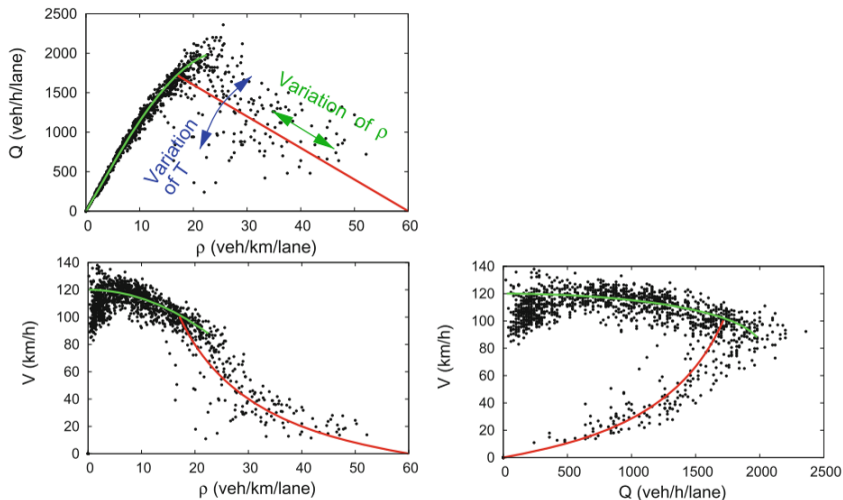 2500
2000
1500
1000
500
0
Q (veh/h/lane)
Variation
of T
Variation of ρ
0 10 20 30 40 50 60
ρ (veh/km/lane)
140
120
100
80
60
40
20
0
V (km/h)
0 10 20 30 40 50 60
ρ (veh/km/lane)
140
120
100
80
60
40
20
0
V (km/h)
0 500 1000 1500 2000 2500
Q (veh/h/lane)